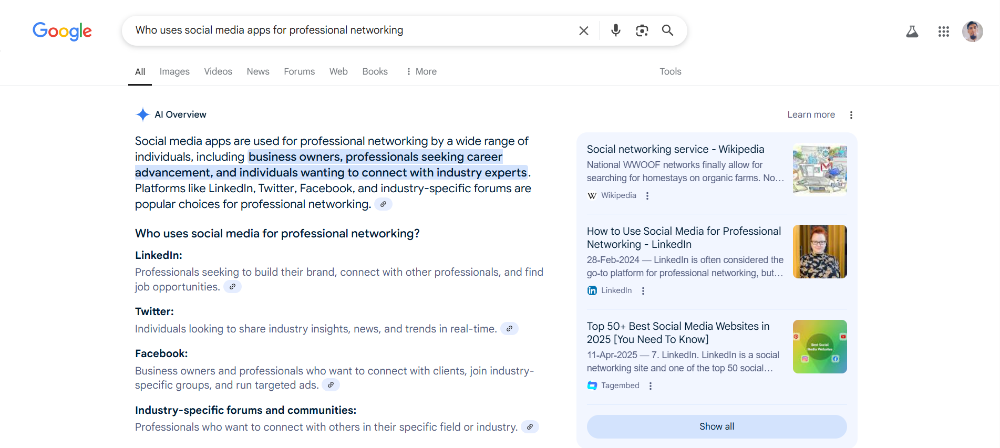 Google
Who uses social media apps for professional networking
All Images Videos News Forums Web Books More Tools
AI Overview
Learn more
Social media apps are used for professional networking by a wide range of
individuals, including business owners, professionals seeking career
advancement, and individuals wanting to connect with industry experts.
Platforms like LinkedIn, Twitter, Facebook, and industry-specific forums are
popular choices for professional networking.
Who uses social media for professional networking?
LinkedIn:
Professionals seeking to build their brand, connect with other professionals, and find
job opportunities.
Twitter:
Individuals looking to share industry insights, news, and trends in real-time.
Facebook:
Business owners and professionals who want to connect with clients, join industry-
specific groups, and run targeted ads.
Industry-specific forums and communities:
Professionals who want to connect with others in their specific field or industry.
Social networking service - Wikipedia
National WWOOF networks finally allow for
searching for homestays on organic farms. No...
W Wikipedia
How to Use Social Media for Professional
Networking - LinkedIn
28-Feb-2024 — LinkedIn is often considered the
go-to platform for professional networking, but...
in LinkedIn
Top 50+ Best Social Media Websites in
2025 [You Need To Know]
11-Apr-2025 — 7. LinkedIn. LinkedIn is a social
networking site and one of the top 50 social...
Best Social
Media Websites
Tagembed
Show all